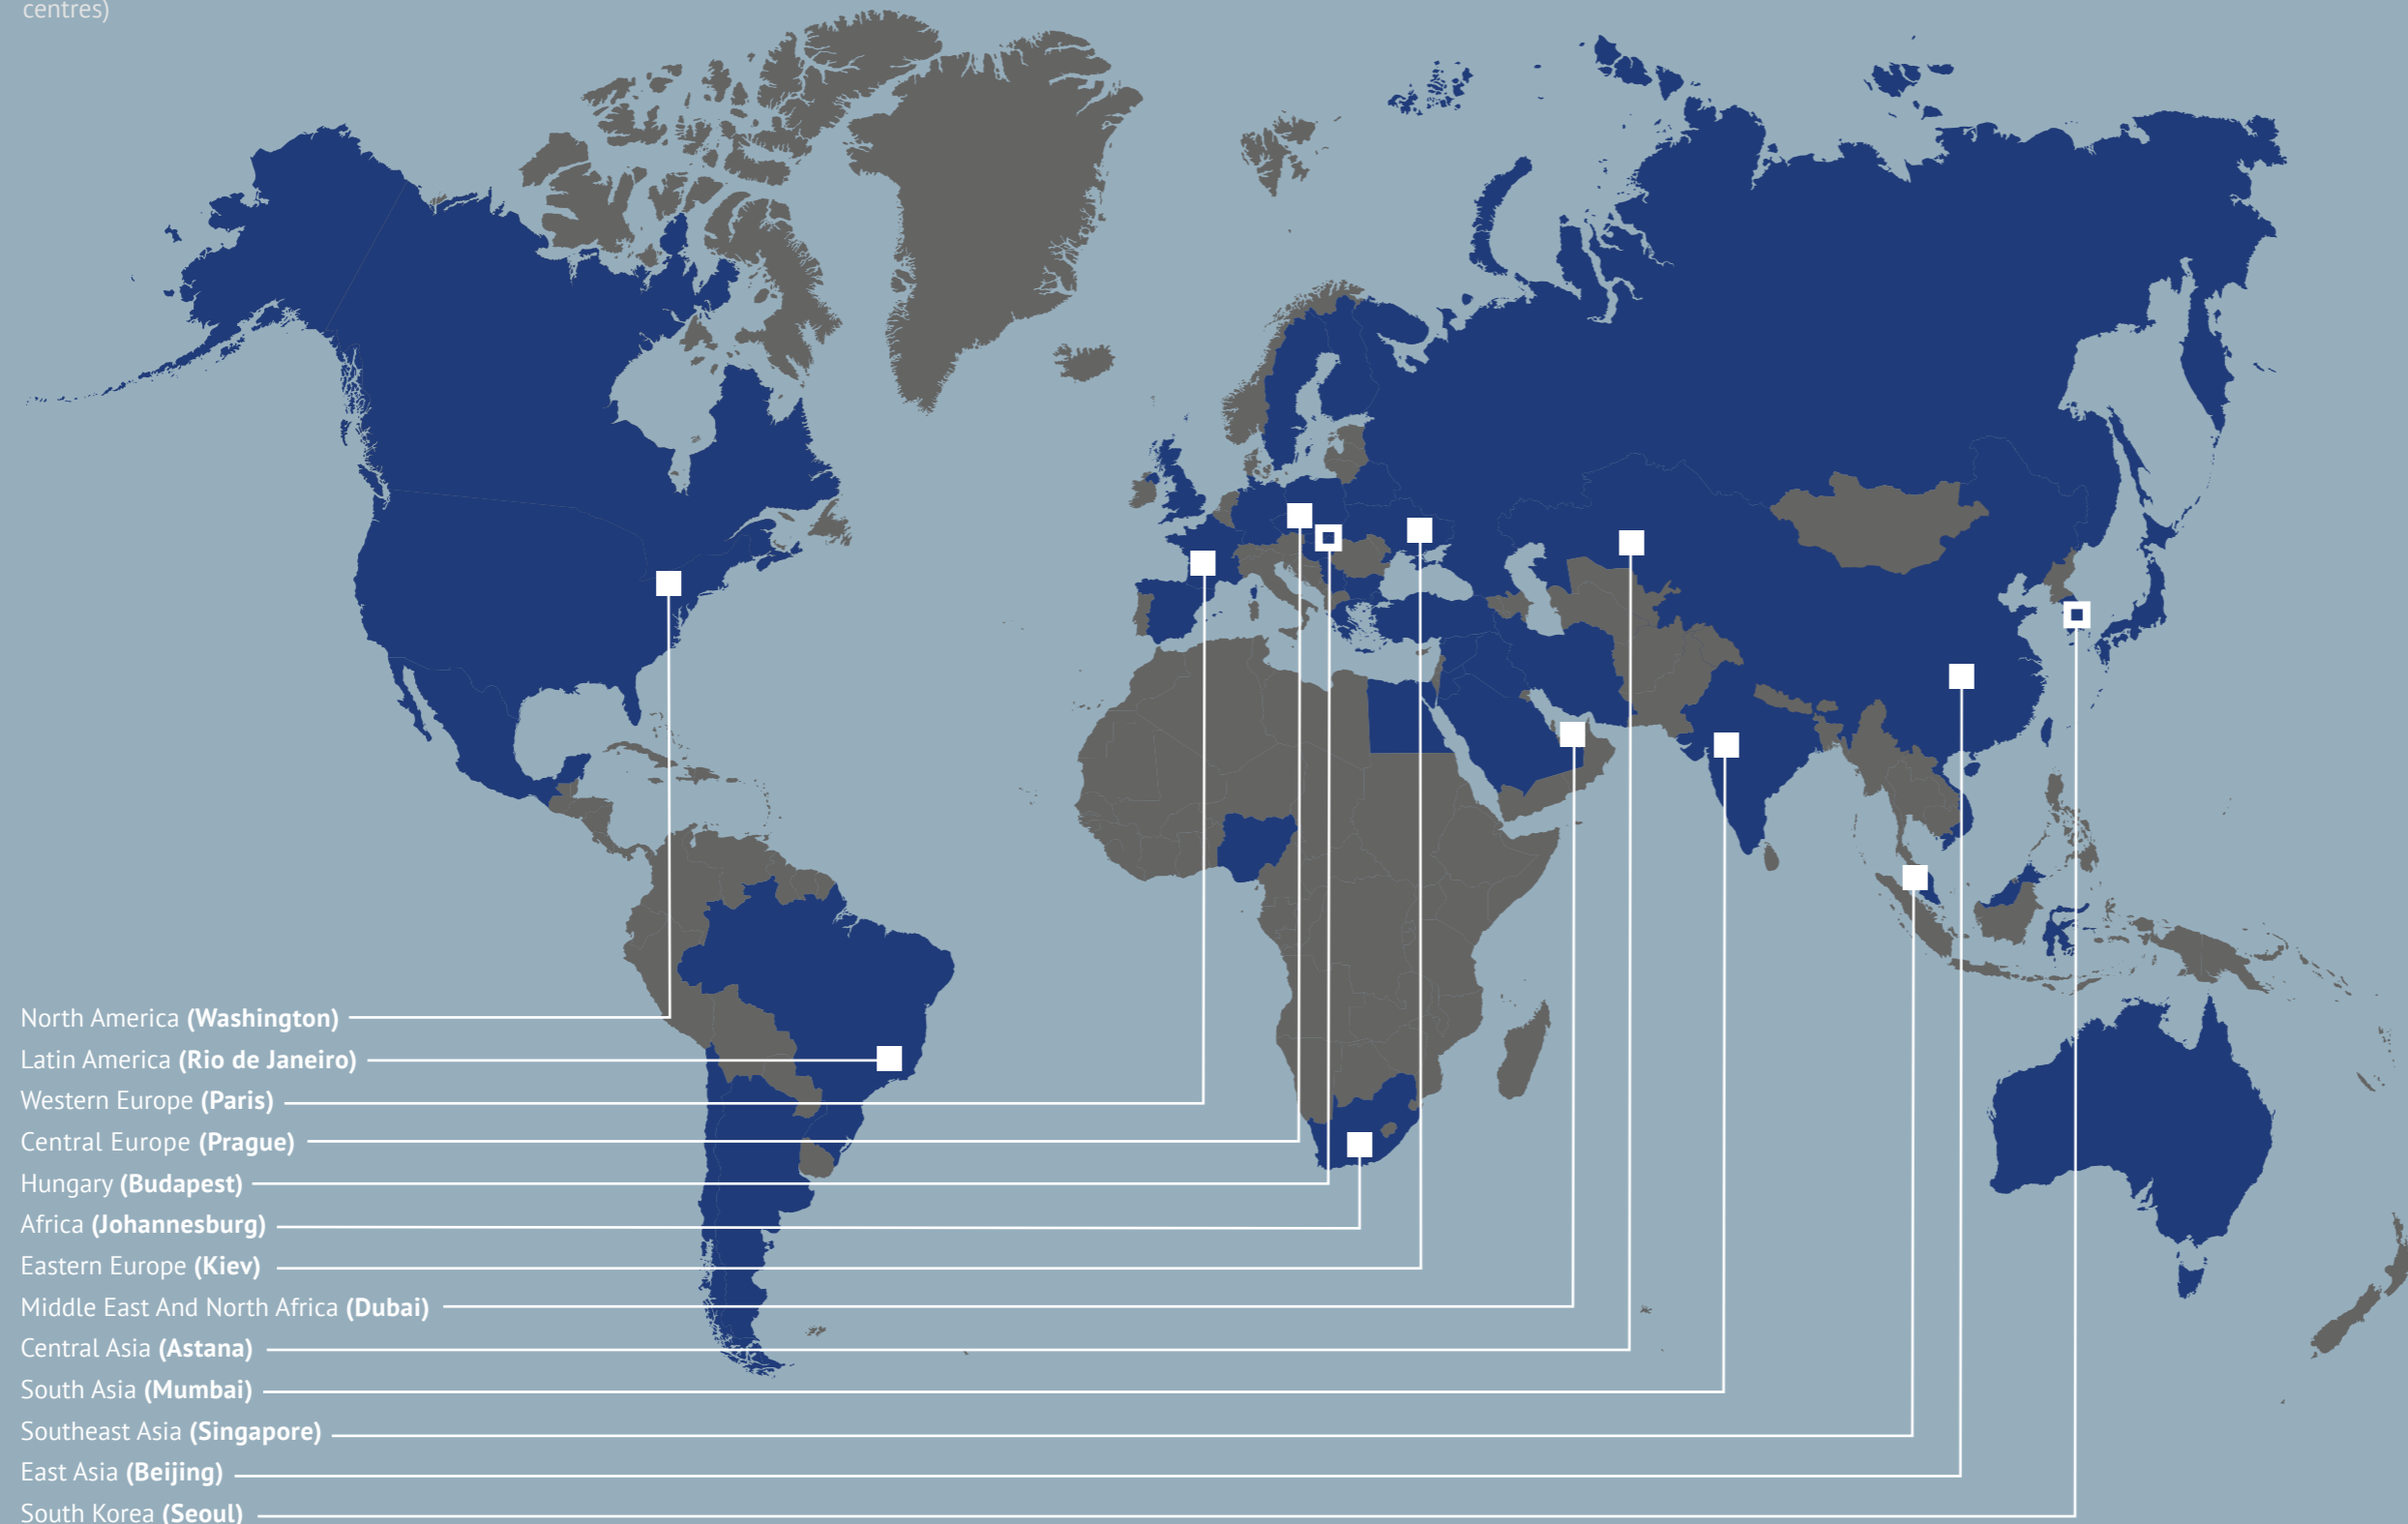 centres)
North America (Washington)
Latin America (Rio de Janeiro)
Western Europe (Paris)
Central Europe (Prague)
Hungary (Budapest)
Africa (Johannesburg)
Eastern Europe (Kiev)
Middle East And North Africa (Dubai)
Central Asia (Astana)
South Asia (Mumbai)
Southeast Asia (Singapore)
East Asia (Beijing)
South Korea (Seoul)